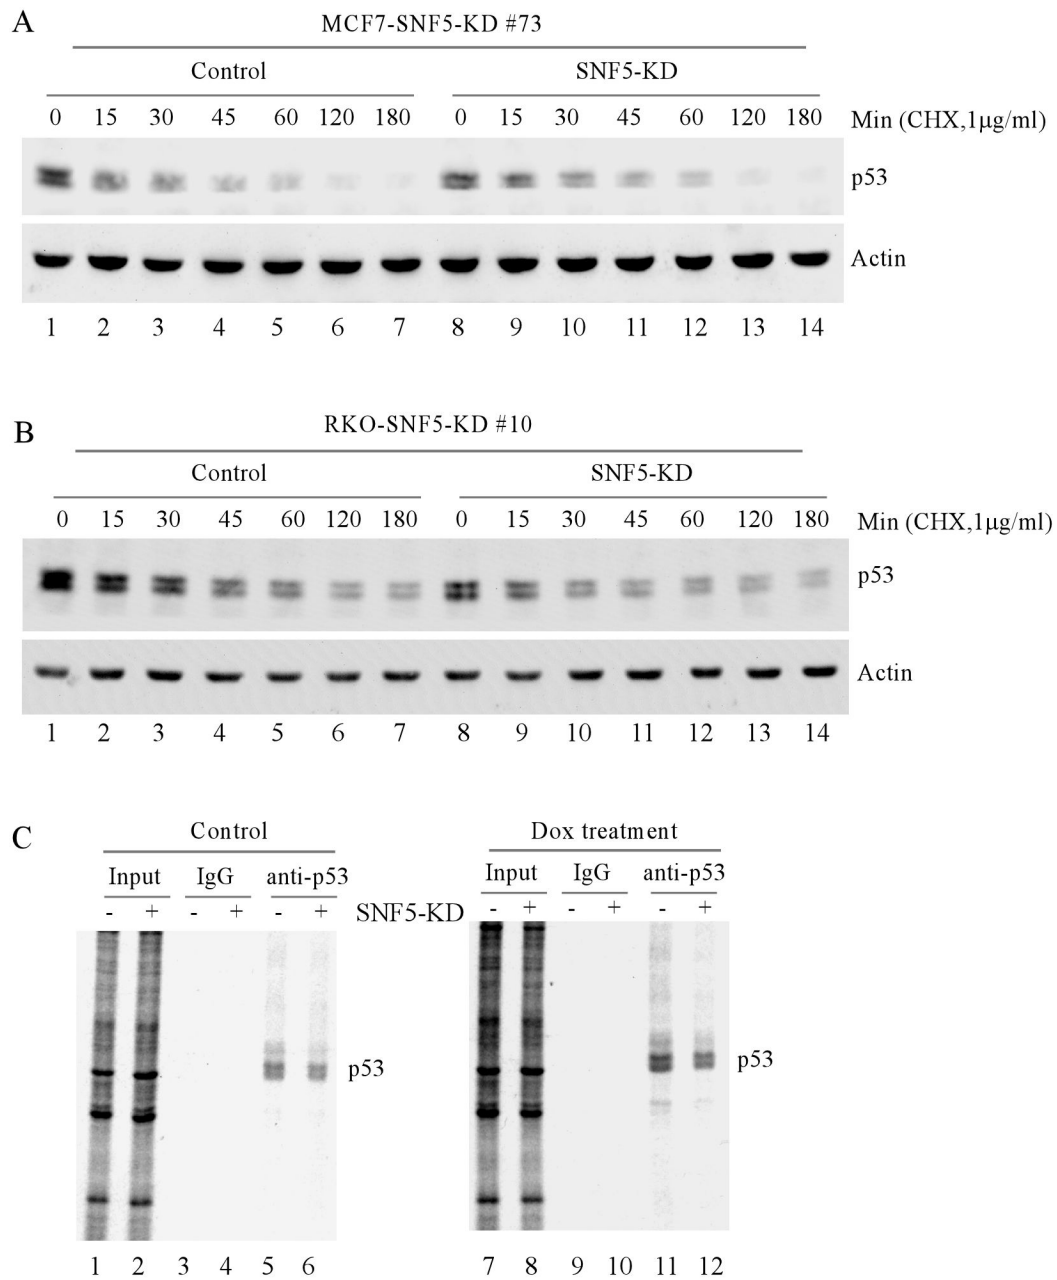 A
MCF7-SNF5-KD #73
Control SNF5-KD
0 15 30 45 60 120 180 0 15 30 45 60 120 180 Min (CHX,1μg/ml)
p53
Actin
1 2 3 4 5 6 7 8 9 10 11 12 13 14
B
RKO-SNF5-KD #10
Control SNF5-KD
0 15 30 45 60 120 180 0 15 30 45 60 120 180 Min (CHX,1μg/ml)
p53
Actin
1 2 3 4 5 6 7 8 9 10 11 12 13 14
C
Control Dox treatment
Input IgG anti-p53 Input IgG anti-p53
- + - + - + SNF5-KD - + - + - +
p53 p53
1 2 3 4 5 6 7 8 9 10 11 12